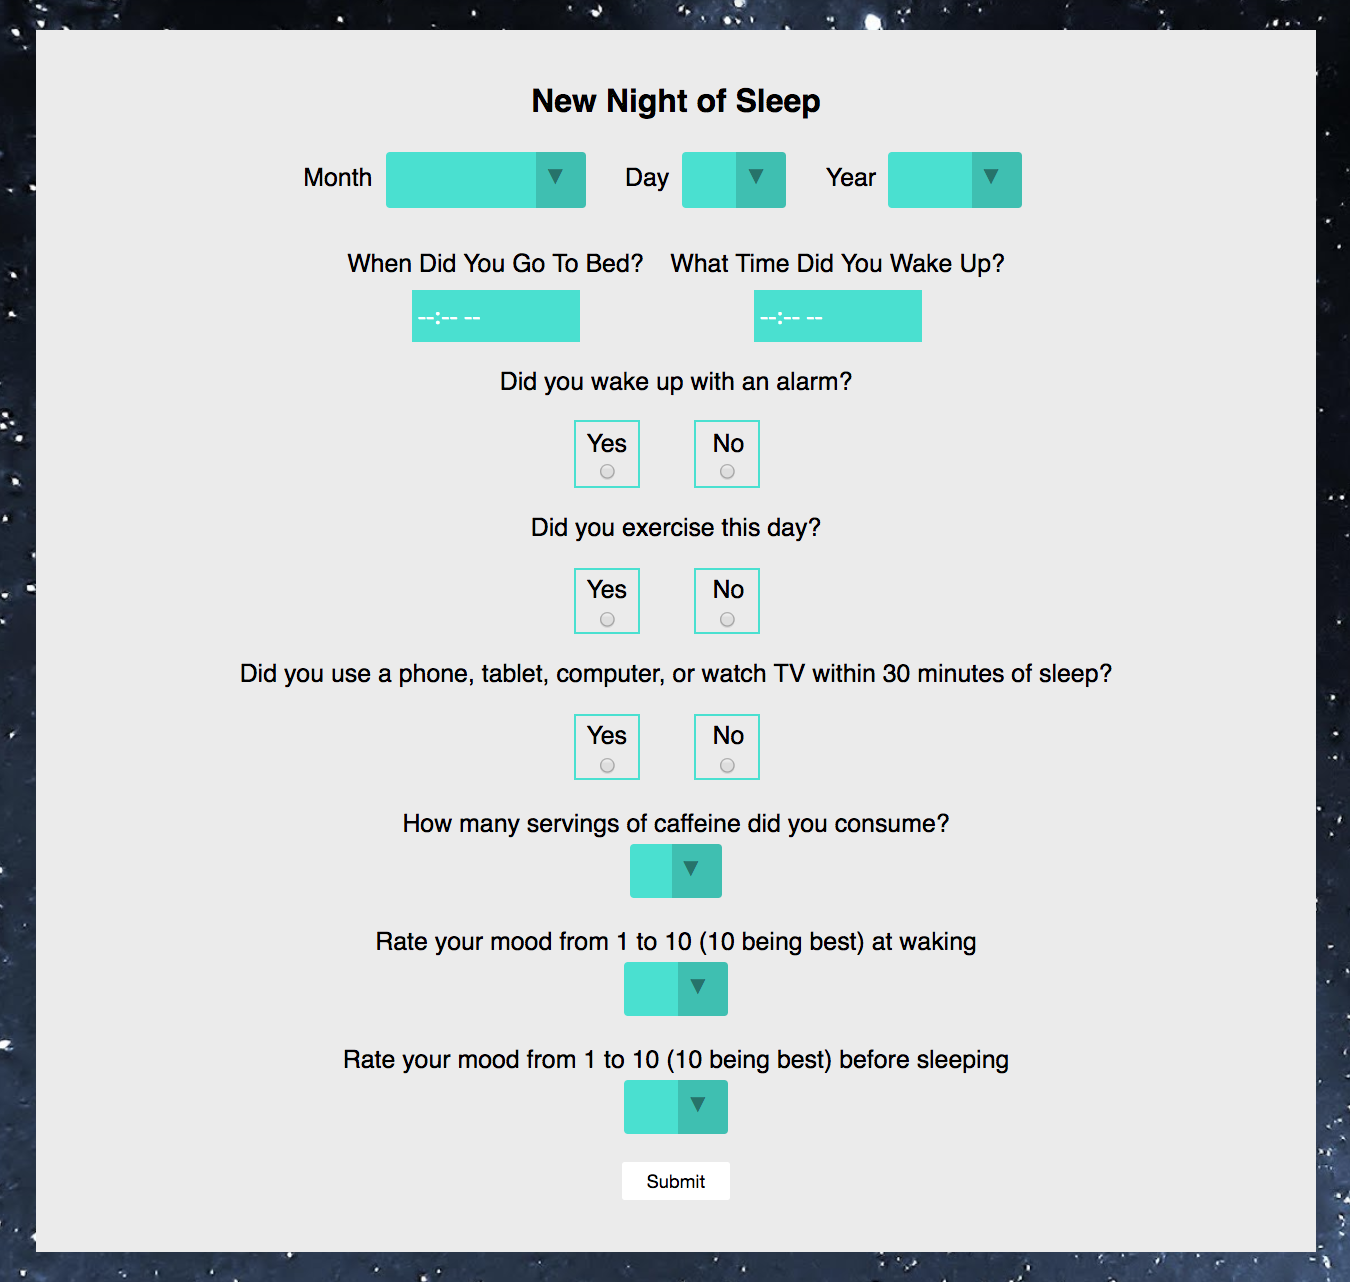 New Night of Sleep
Month ▼ Day ▼ Year ▼
When Did You Go To Bed? What Time Did You Wake Up?
--:-- -- --:-- --
Did you wake up with an alarm?
Yes No
Did you exercise this day?
Yes No
Did you use a phone, tablet, computer, or watch TV within 30 minutes of sleep?
Yes No
How many servings of caffeine did you consume?
▼
Rate your mood from 1 to 10 (10 being best) at waking
▼
Rate your mood from 1 to 10 (10 being best) before sleeping
▼
Submit